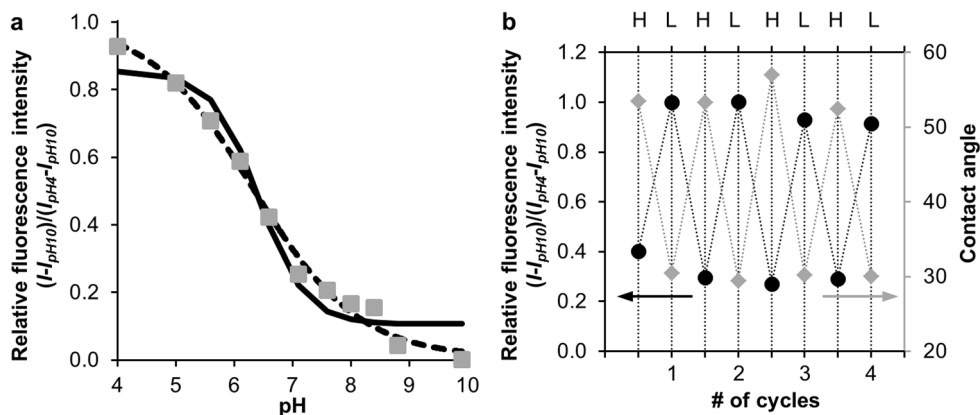 a
Relative fluorescence intensity
(I-IpH10)/(IpH4-IpH10)
1.0
0.8
0.6
0.4
0.2
0.0
4 5 6 7 8 9 10
pH
b
H L H L H L H L
Relative fluorescence intensity
(I-IpH10)/(IpH4-IpH10)
1.2
1.0
0.8
0.6
0.4
0.2
0.0
60
50
40
30
20
Contact angle
1 2 3 4
# of cycles